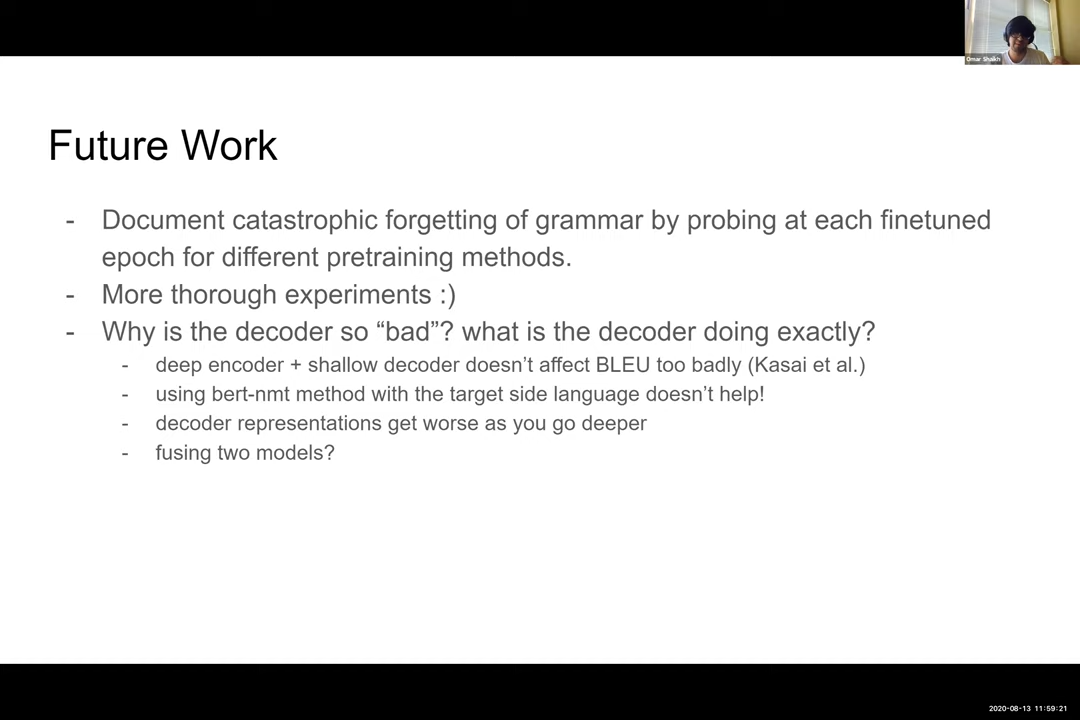 Omar Shaikh
Future Work
- Document catastrophic forgetting of grammar by probing at each finetuned
epoch for different pretraining methods.
- More thorough experiments :)
- Why is the decoder so “bad”? what is the decoder doing exactly?
- deep encoder + shallow decoder doesn’t affect BLEU too badly (Kasai et al.)
- using bert-nmt method with the target side language doesn’t help!
- decoder representations get worse as you go deeper
- fusing two models?
2020-08-13 11:59:21